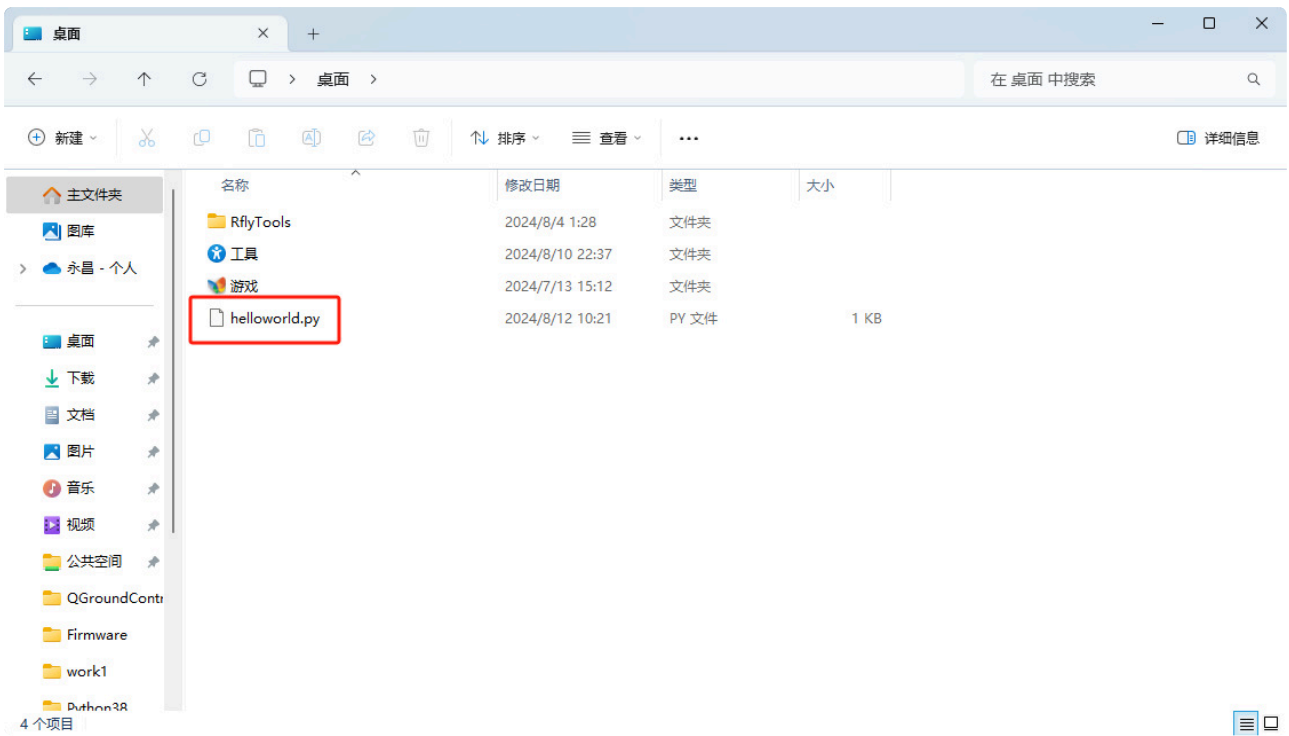 桌面
桌面
在 桌面 中搜索
新建
排序
查看
详细信息
名称 修改日期 类型 大小
主文件夹
图库
永昌 - 个人
桌面
下载
文档
图片
音乐
视频
公共空间
QGroundContr
Firmware
work1
Python38
RflyTools 2024/8/4 1:28 文件夹
工具 2024/8/10 22:37 文件夹
游戏 2024/7/13 15:12 文件夹
helloworld.py 2024/8/12 10:21 PY 文件 1 KB
4 个项目